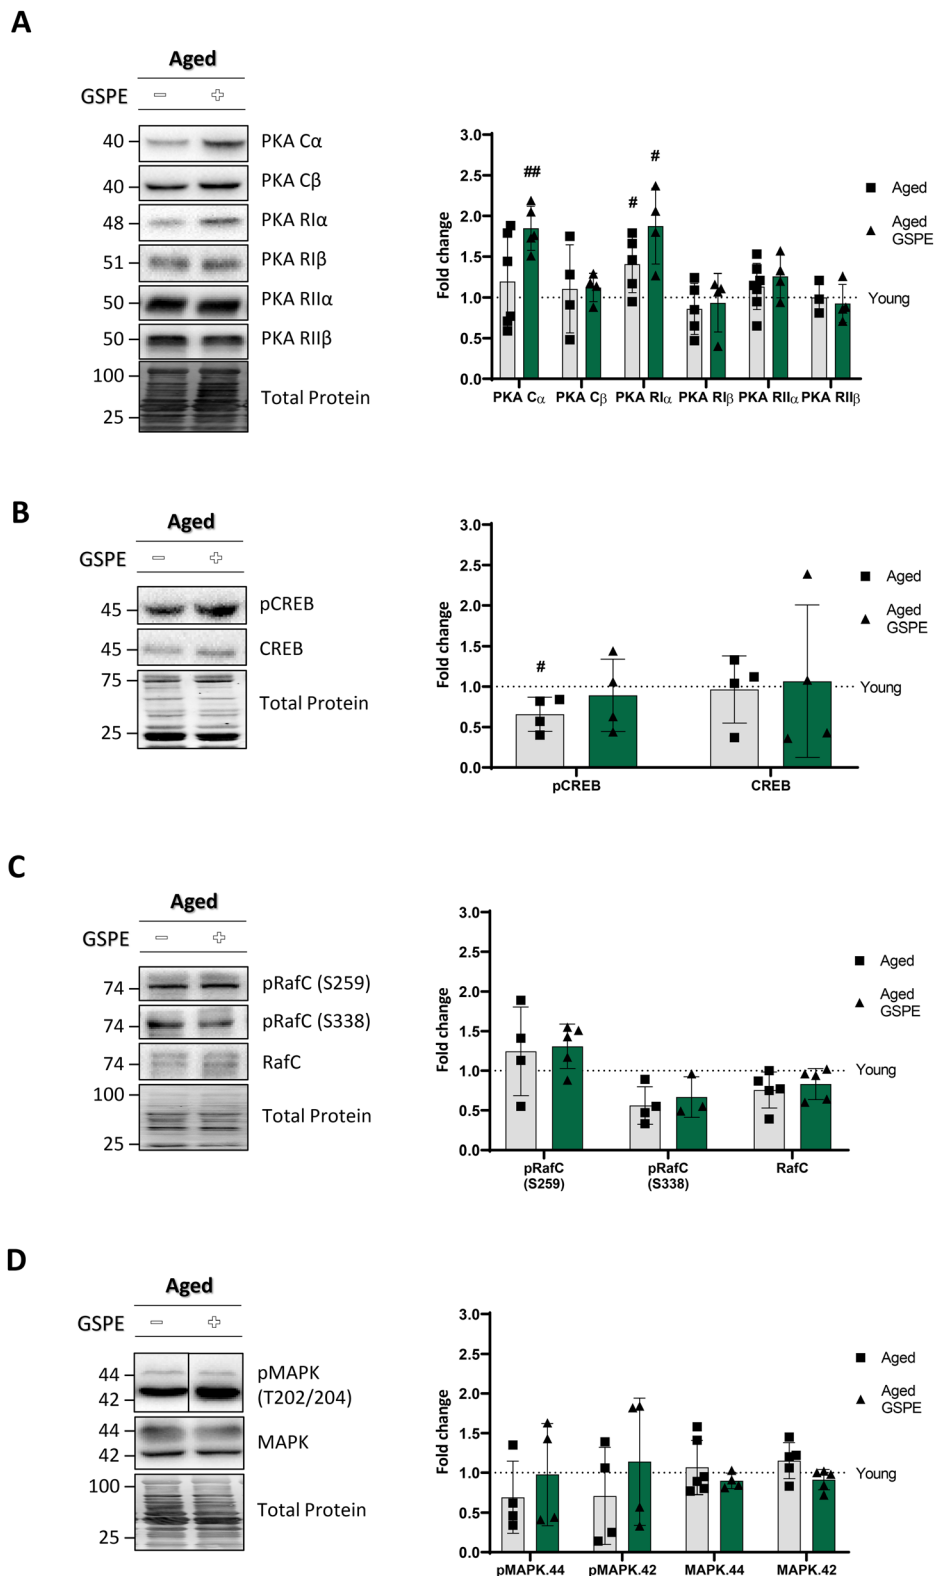 A
Aged
GSPE − +
40 PKA Cα
40 PKA Cβ
48 PKA RIα
51 PKA RIβ
50 PKA RIIα
50 PKA RIIβ
100
Total Protein
25
Fold change
3.0
2.5
2.0
1.5
1.0
0.5
0.0
##
#
#
Aged
Aged
GSPE
Young
PKA Cα PKA Cβ PKA RIα PKA RIβ PKA RIIα PKA RIIβ
B
Aged
GSPE − +
45 pCREB
45 CREB
75
Total Protein
25
Fold change
3.0
2.5
2.0
1.5
1.0
0.5
0.0
#
Aged
Aged
GSPE
Young
pCREB CREB
C
Aged
GSPE − +
74 pRafC (S259)
74 pRafC (S338)
74 RafC
100
Total Protein
25
Fold change
3.0
2.5
2.0
1.5
1.0
0.5
0.0
Aged
Aged
GSPE
Young
pRafC pRafC RafC
(S259) (S338)
D
Aged
GSPE − +
44 pMAPK
42 (T202/204)
44
MAPK
42
100
Total Protein
25
Fold change
3.0
2.5
2.0
1.5
1.0
0.5
0.0
Aged
Aged
GSPE
Young
pMAPK.44 pMAPK.42 MAPK.44 MAPK.42